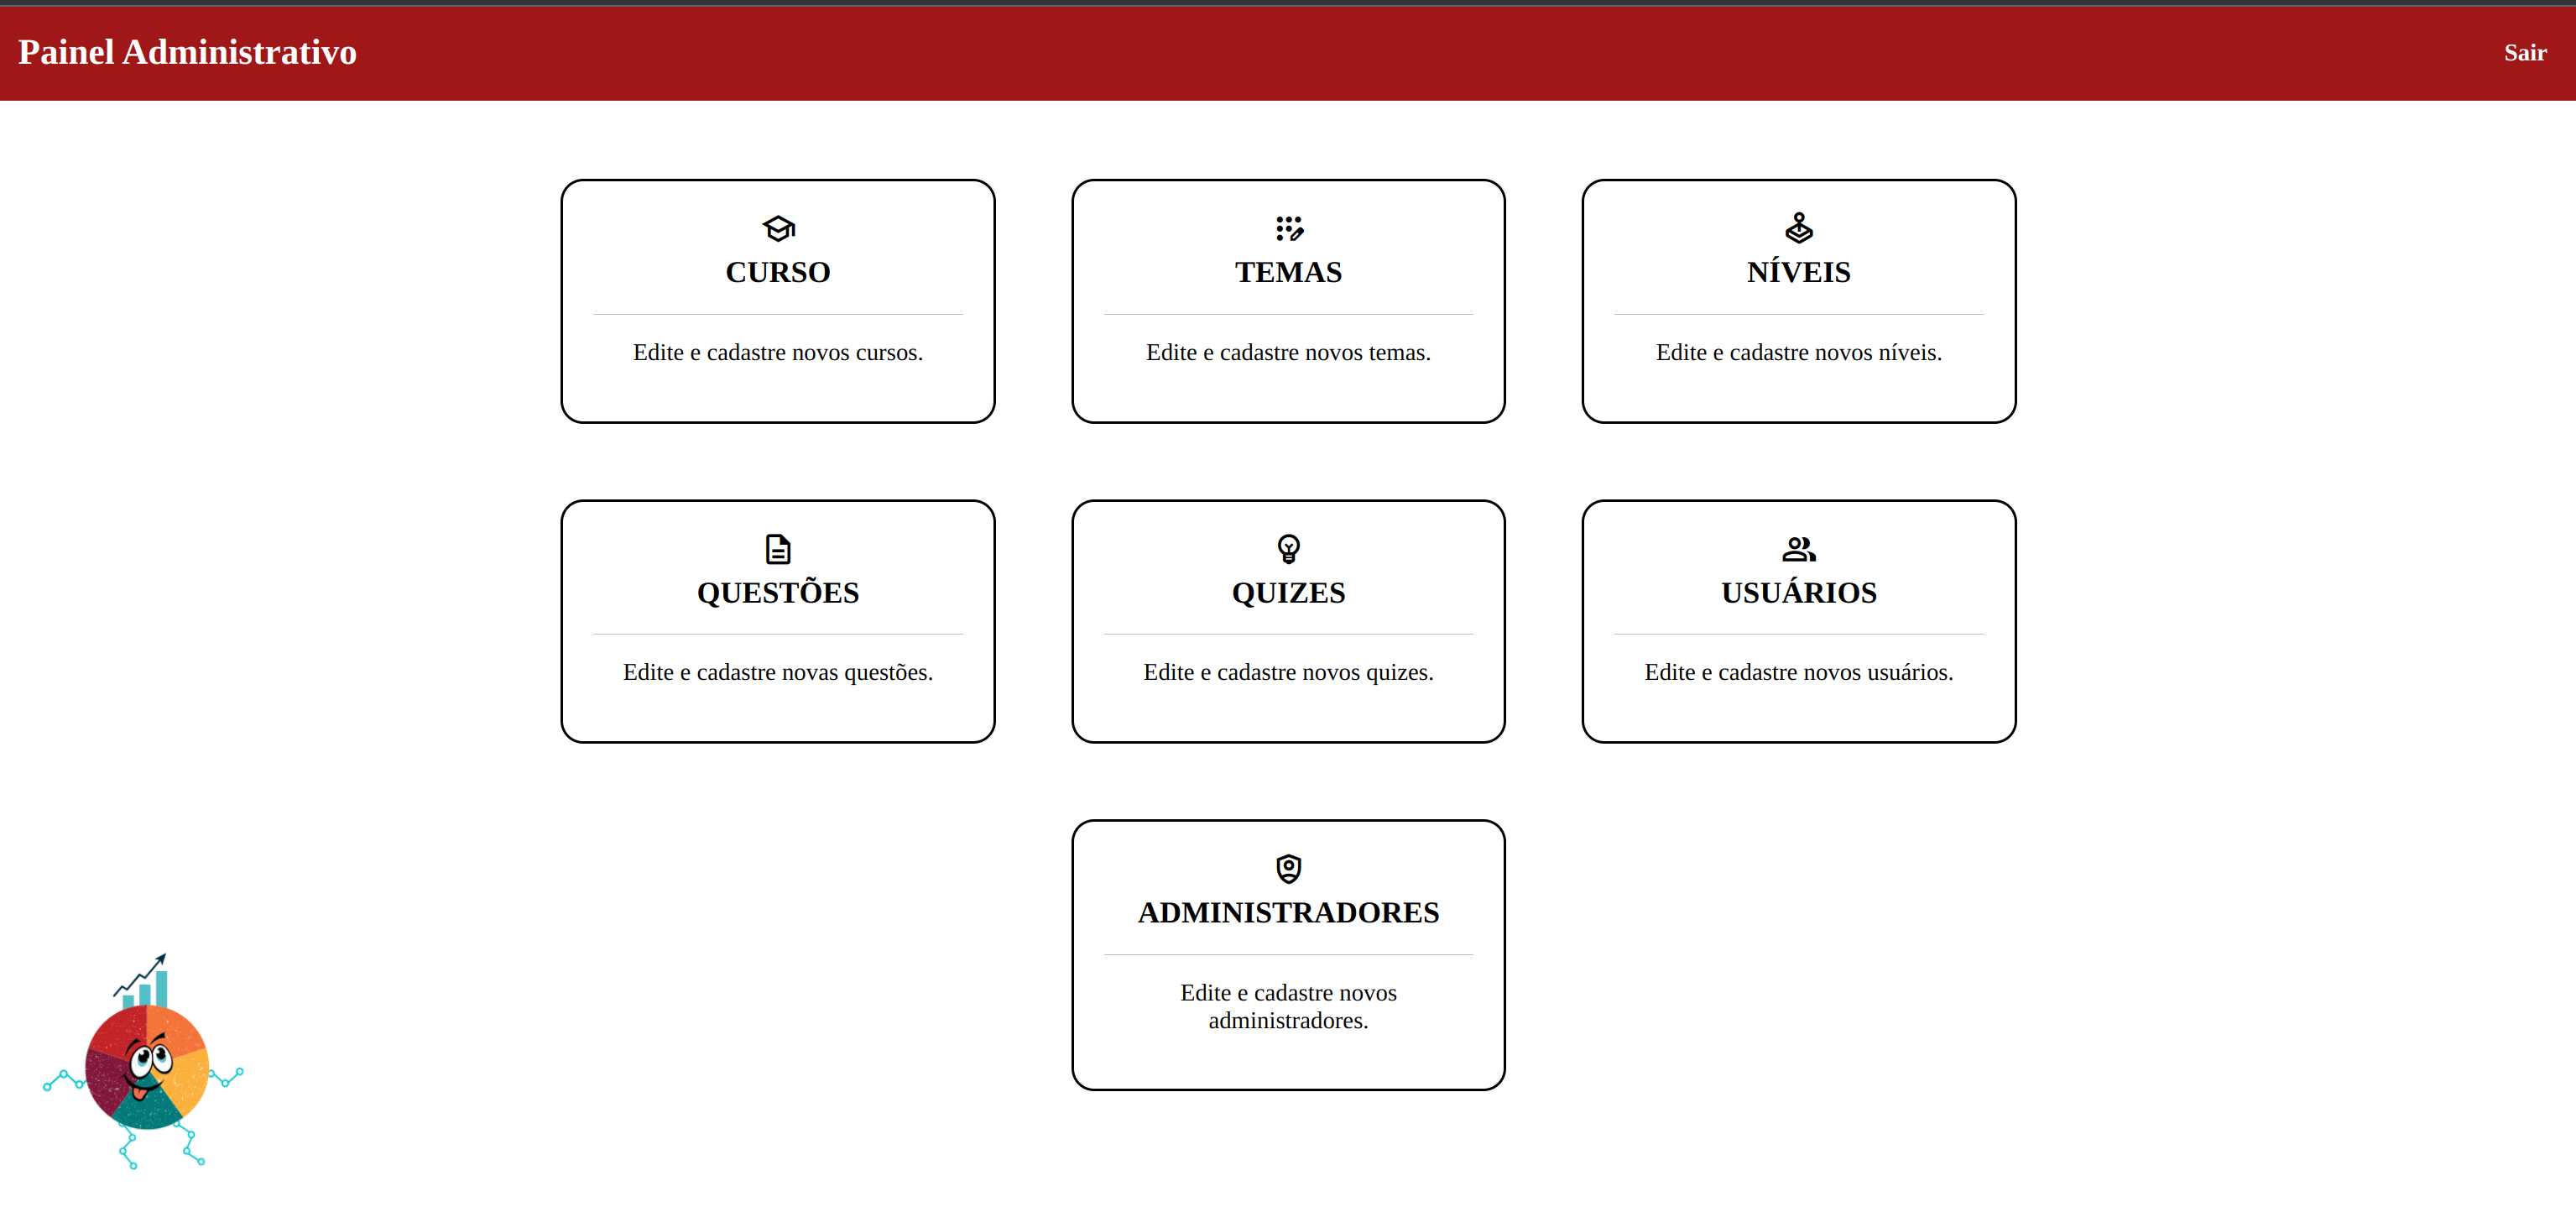 Painel Administrativo
Sair
CURSO
Edite e cadastre novos cursos.
TEMAS
Edite e cadastre novos temas.
NÍVEIS
Edite e cadastre novos níveis.
QUESTÕES
Edite e cadastre novas questões.
QUIZES
Edite e cadastre novos quizes.
USUÁRIOS
Edite e cadastre novos usuários.
ADMINISTRADORES
Edite e cadastre novos
administradores.